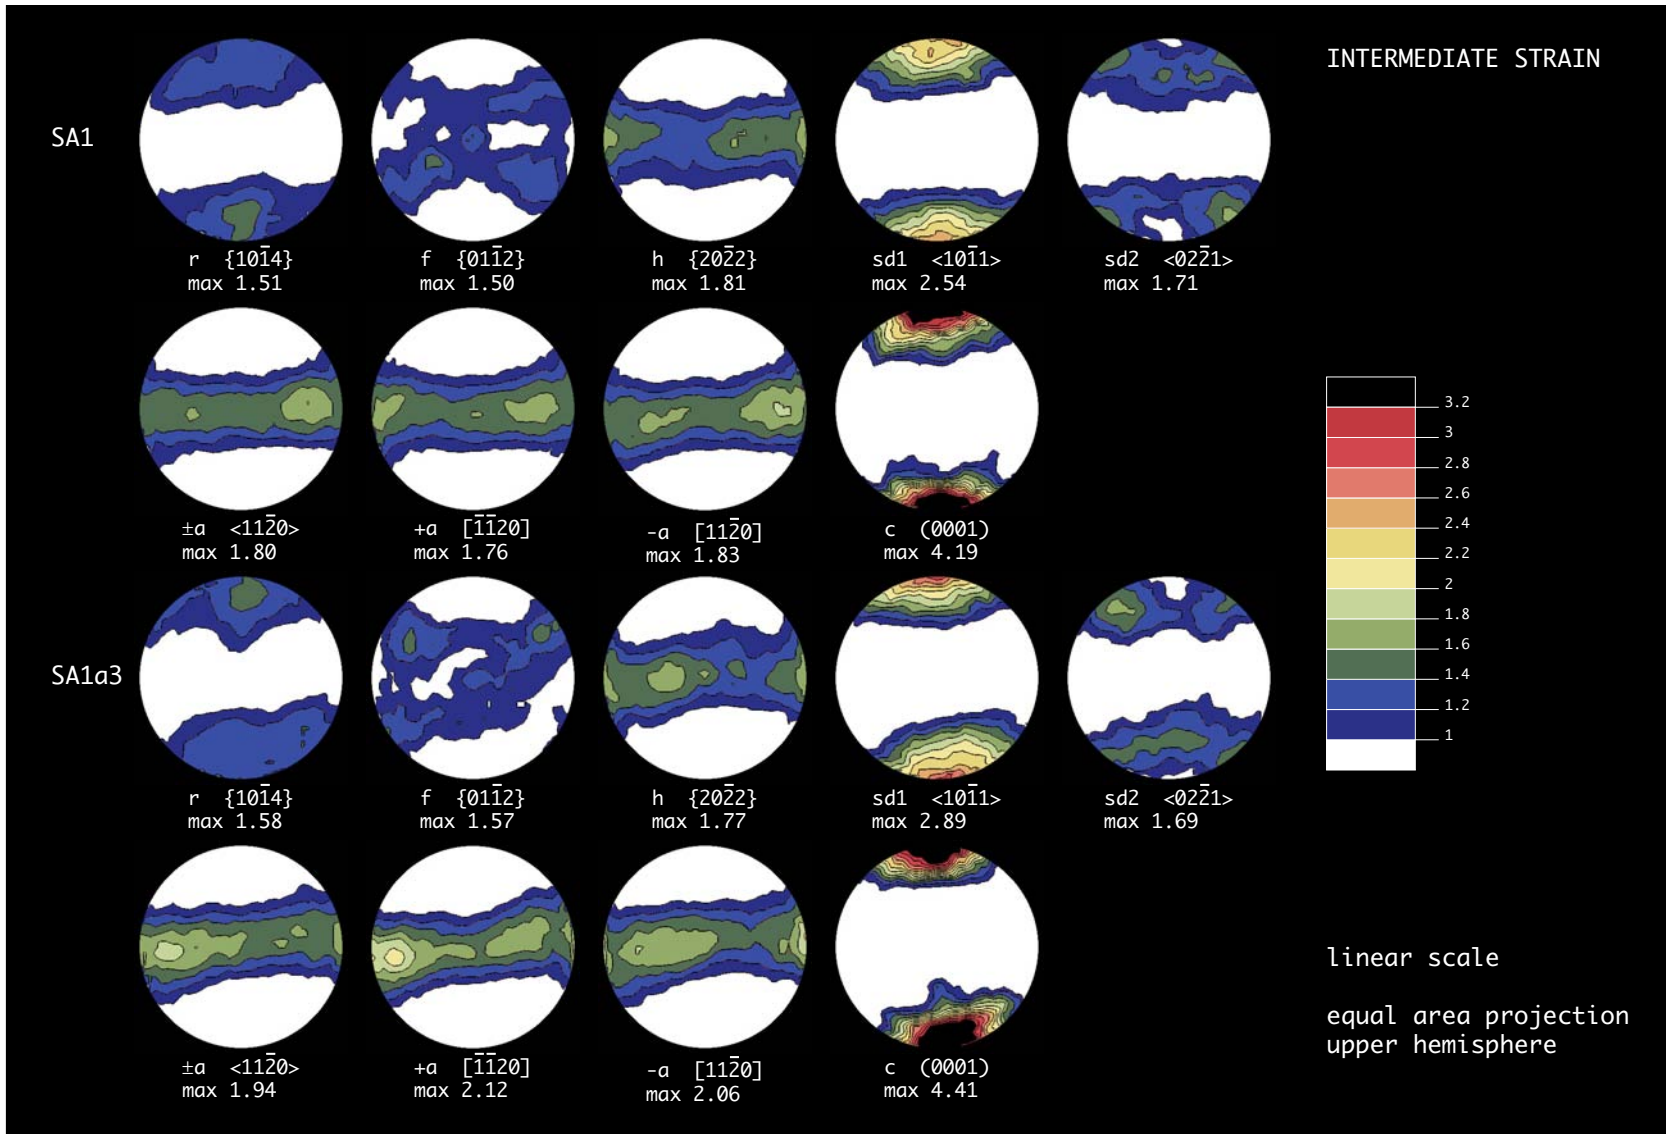 INTERMEDIATE STRAIN
SA1
r {101̄4} f {011̄2} h {202̄2} sd1 <101̄1> sd2 <022̄1>
max 1.51 max 1.50 max 1.81 max 2.54 max 1.71
±a <112̄0> +a [1̄1̄20] -a [112̄0] c (0001)
max 1.80 max 1.76 max 1.83 max 4.19
3.2
3
2.8
2.6
2.4
2.2
2
1.8
1.6
1.4
1.2
1
SA1a3
r {101̄4} f {011̄2} h {202̄2} sd1 <101̄1> sd2 <022̄1>
max 1.58 max 1.57 max 1.77 max 2.89 max 1.69
±a <112̄0> +a [1̄1̄20] -a [112̄0] c (0001)
max 1.94 max 2.12 max 2.06 max 4.41
linear scale
equal area projection
upper hemisphere